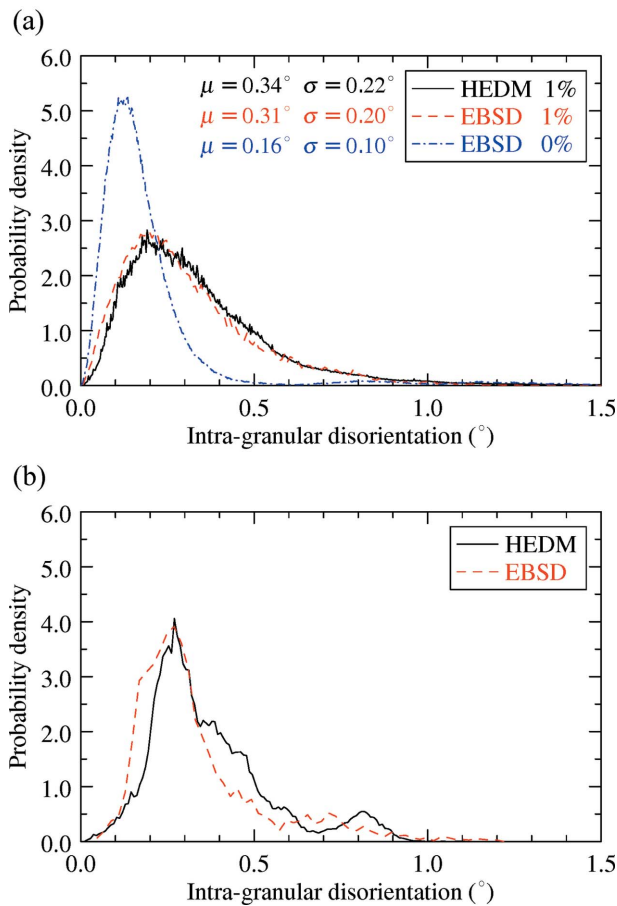 (a)
6.0
5.0
4.0
3.0
2.0
1.0
0.0
Probability density
μ = 0.34° σ = 0.22°
μ = 0.31° σ = 0.20°
μ = 0.16° σ = 0.10°
HEDM 1%
EBSD 1%
EBSD 0%
0.0 0.5 1.0 1.5
Intra-granular disorientation (°)
(b)
6.0
5.0
4.0
3.0
2.0
1.0
0.0
Probability density
HEDM
EBSD
0.0 0.5 1.0 1.5
Intra-granular disorientation (°)